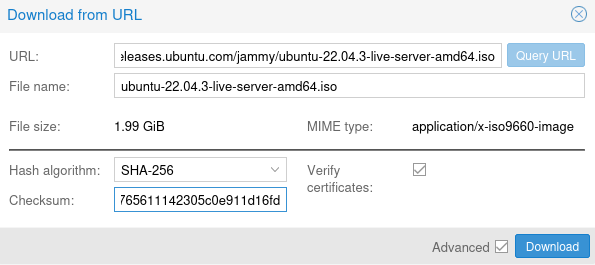 Download from URL
URL: eleases.ubuntu.com/jammy/ubuntu-22.04.3-live-server-amd64.iso Query URL
File name: ubuntu-22.04.3-live-server-amd64.iso
File size: 1.99 GiB MIME type: application/x-iso9660-image
Hash algorithm: SHA-256 Verify certificates:
Checksum: 765611142305c0e911d16fd
Advanced Download